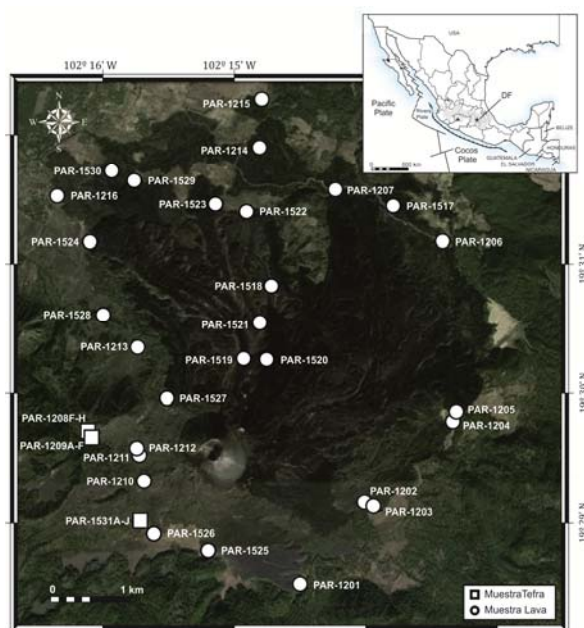 102º 16' W
102º 15' W
USA
Pacific
Plate
DF
Cocos
Plate
BELIZE
HONDURAS
GUATEMALA
EL SALVADOR
NICARAGUA
N
W
E
S
PAR-1215
PAR-1214
PAR-1530
PAR-1529
PAR-1216
PAR-1523
PAR-1522
PAR-1207
PAR-1517
PAR-1524
PAR-1206
PAR-1518
PAR-1528
PAR-1521
PAR-1213
PAR-1519
PAR-1520
PAR-1527
PAR-1205
PAR-1204
PAR-1208F-H
PAR-1209A-F
PAR-1212
PAR-1211
PAR-1210
PAR-1202
PAR-1203
PAR-1531A-J
PAR-1526
PAR-1525
PAR-1201
0
1 km
MuestraTefra
Muestra Lava